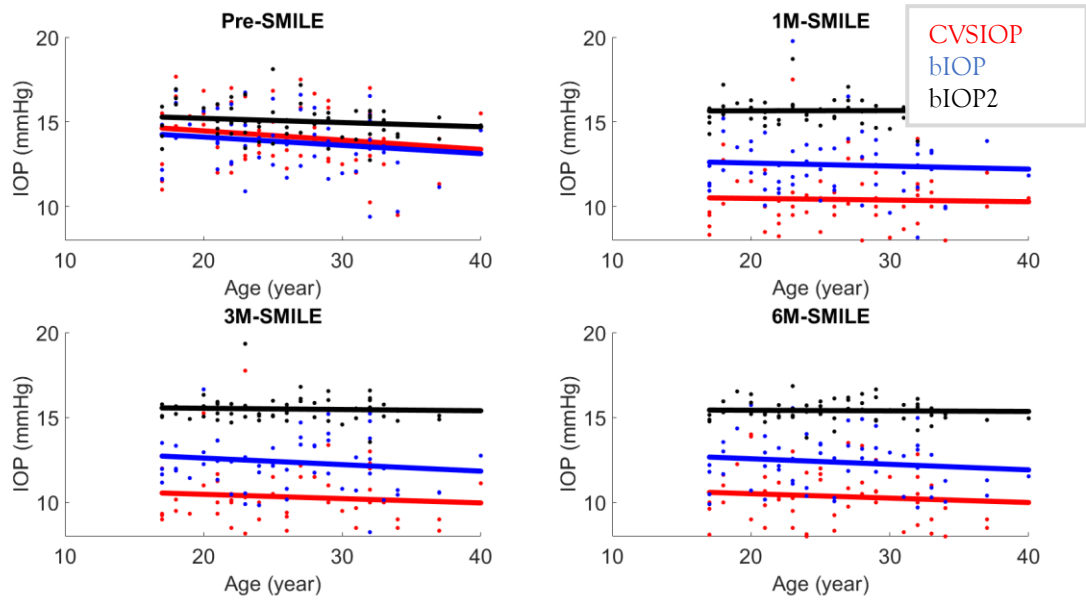 Pre-SMILE
20
15
10
IOP (mmHg)
10
20
30
40
Age (year)
1M-SMILE
20
15
10
IOP (mmHg)
10
20
30
40
Age (year)
CVSIOP
bIOP
bIOP2
3M-SMILE
20
15
10
IOP (mmHg)
10
20
30
40
Age (year)
6M-SMILE
20
15
10
IOP (mmHg)
10
20
30
40
Age (year)